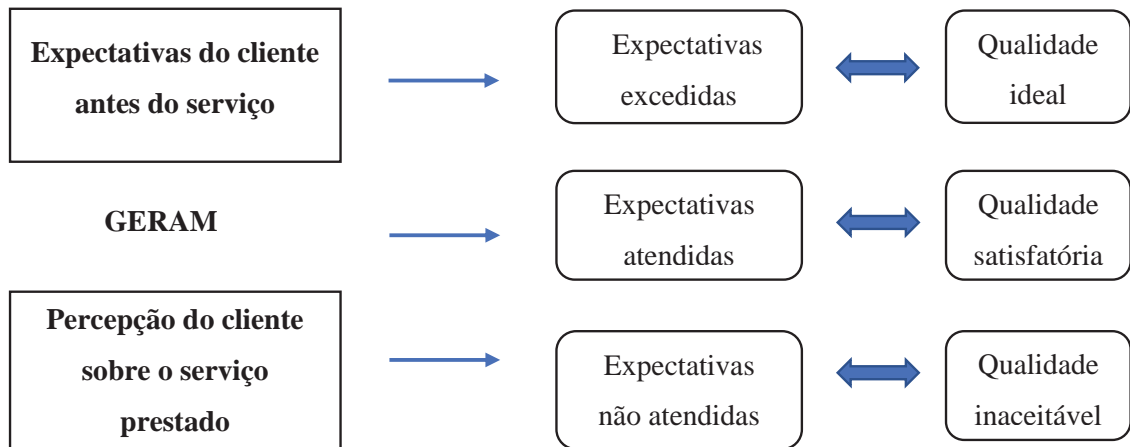 Expectativas do cliente
antes do serviço
Expectativas
excedidas
Qualidade
ideal
GERAM
Expectativas
atendidas
Qualidade
satisfatória
Percepção do cliente
sobre o serviço
prestado
Expectativas
não atendidas
Qualidade
inaceitável